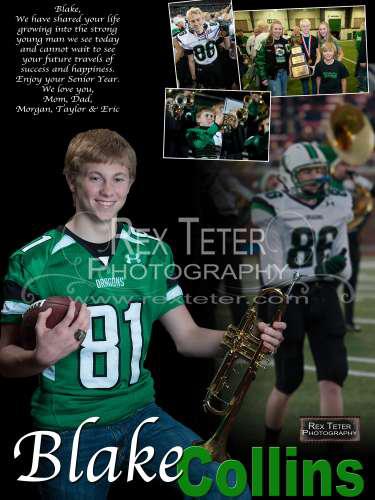 Blake,
We have shared your life
growing into the strong
young man we see today
and cannot wait to see
your future travels of
success and happiness.
Enjoy your Senior Year.
We love you,
Mom, Dad,
Morgan, Taylor & Eric
86
REX TETER
PHOTOGRAPHY
www.rexteter.com
DRAGONS
81
81
86
REX TETER
PHOTOGRAPHY
Blake
Collins